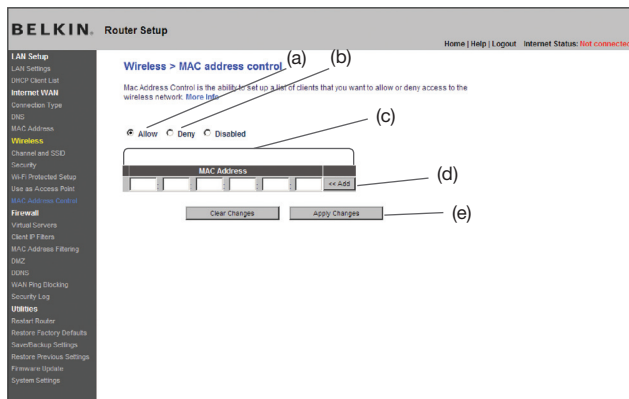 BELKIN. Router Setup
Home | Help | Logout Internet Status: Not connected
LAN Setup
LAN Settings
DHCP Client List
Internet WAN
Connection Type
DNS
MAC Address
Wireless
Channel and SSID
Security
Wi-Fi Protected Setup
Use as Access Point
MAC Address Control
Firewall
Virtual Servers
Client IP Filters
MAC Address Filtering
DMZ
DDNS
WAN Ping Blocking
Security Log
Utilities
Restart Router
Restore Factory Defaults
Save/Backup Settings
Restore Previous Settings
Firmware Update
System Settings
Wireless > MAC address control
(a)
(b)
Mac Address Control is the ability to set up a list of clients that you want to allow or deny access to the
wireless network. More Info
Allow Deny Disabled
(c)
MAC Address
: : : : : << Add
(d)
Clear Changes Apply Changes
(e)